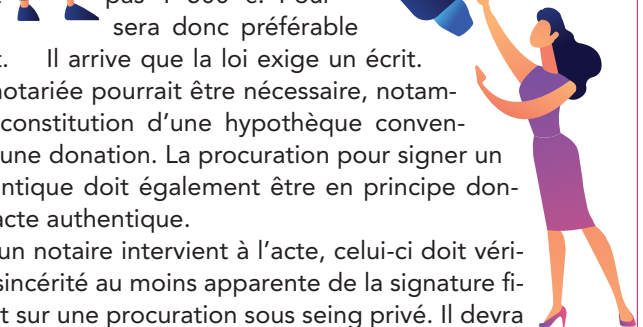 pas 1 500 €. Pour
sera donc préférable
t. Il arrive que la loi exige un écrit.
notariée pourrait être nécessaire, notam-
constitution d'une hypothèque conven-
une donation. La procuration pour signer un
ntique doit également être en principe don-
acte authentique.
un notaire intervient à l'acte, celui-ci doit véri-
sincérité au moins apparente de la signature fi-
t sur une procuration sous seing privé. Il devra